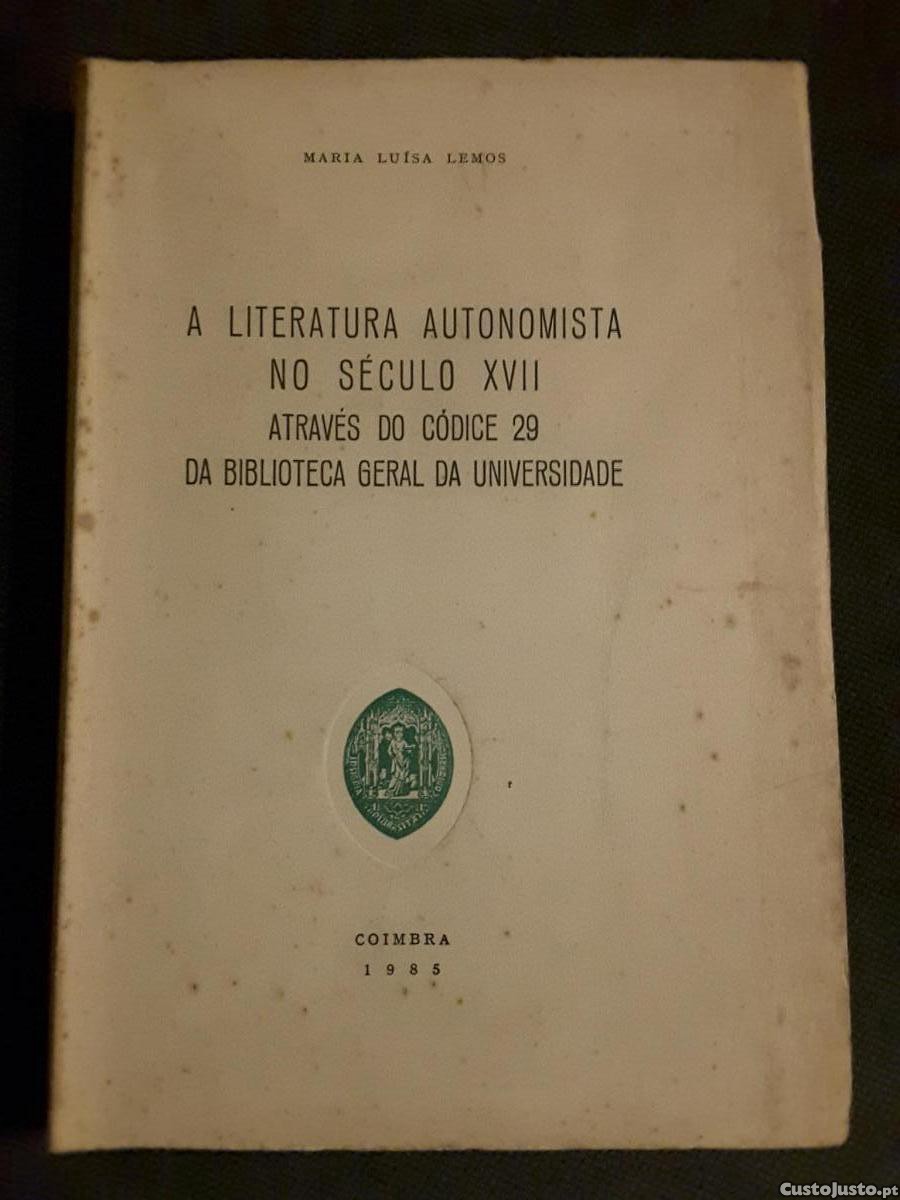 MARIA LUÍSA LEMOS
A LITERATURA AUTONOMISTA
NO SÉCULO XVII
ATRAVÉS DO CÓDICE 29
DA BIBLIOTECA GERAL DA UNIVERSIDADE
COIMBRA
1985
CustoJusto.pt